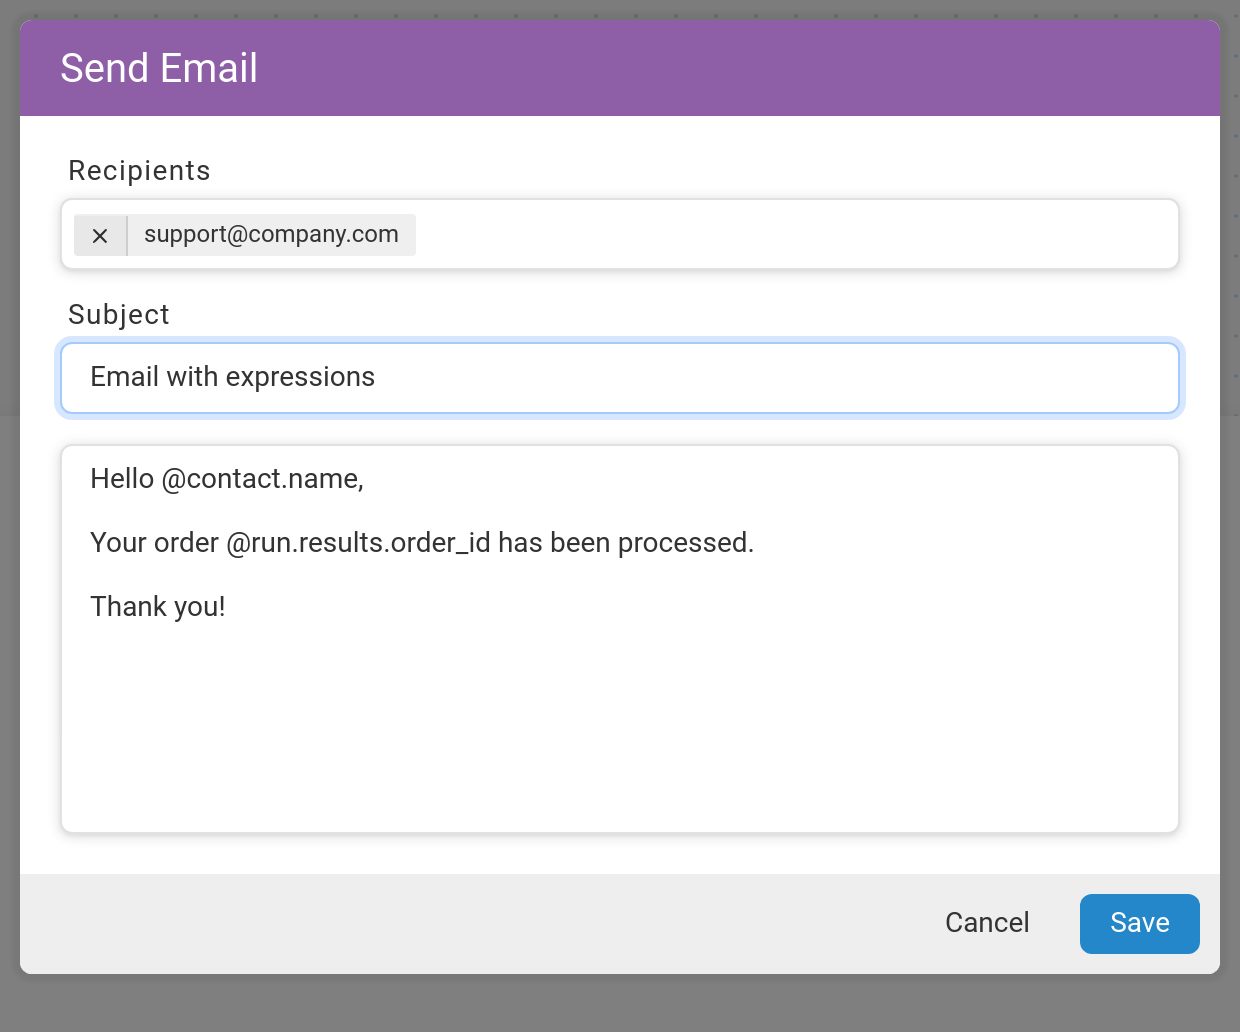 Send Email
Recipients
support@company.com
Subject
Email with expressions
Hello @contact.name,
Your order @run.results.order_id has been processed.
Thank you!
Cancel
Save